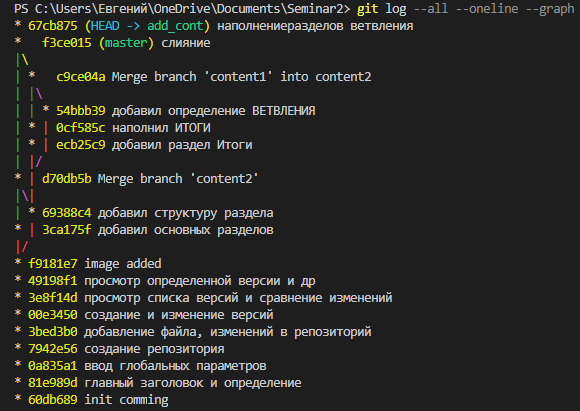 PS C:\Users\Евгений\OneDrive\Documents\Seminar2> git log --all --oneline --graph
* 67cb875 (HEAD -> add_cont) наполнениеразделов ветвления
*   f3ce015 (master) слияние
|\
| *   c9ce04a Merge branch 'content1' into content2
| |\
| | * 54bbb39 добавил определение ВЕТВЛЕНИЯ
| * | 0cf585c наполнил ИТОГИ
| * | ecb25c9 добавил раздел Итоги
| |/
* | d70db5b Merge branch 'content2'
|\|
| * 69388c4 добавил структуру раздела
* | 3ca175f добавил основных разделов
|/
* f9181e7 image added
* 49198f1 просмотр определенной версии и др
* 3e8f14d просмотр списка версий и сравнение изменений
* 00e3450 создание и изменение версий
* 3bed3b0 добавление файла, изменений в репозиторий
* 7942e56 создание репозитория
* 0a835a1 ввод глобальных параметров
* 81e989d главный заголовок и определение
* 60db689 init comming